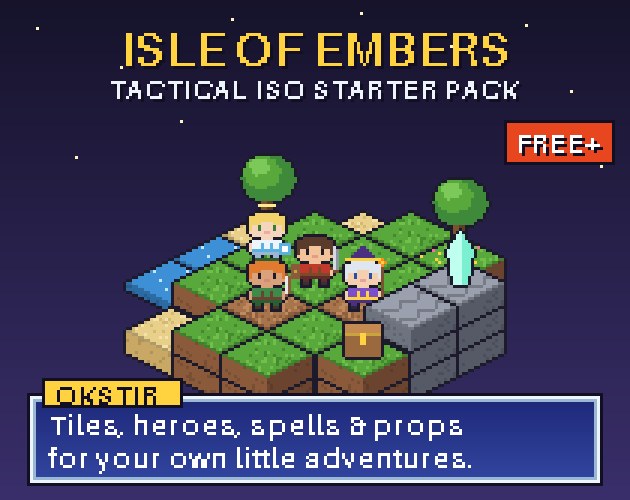 ISLE OF EMBERS
TACTICAL ISO STARTER PACK
FREE+
OKSTIR
Tiles, heroes, spells & props
for your own little adventures.